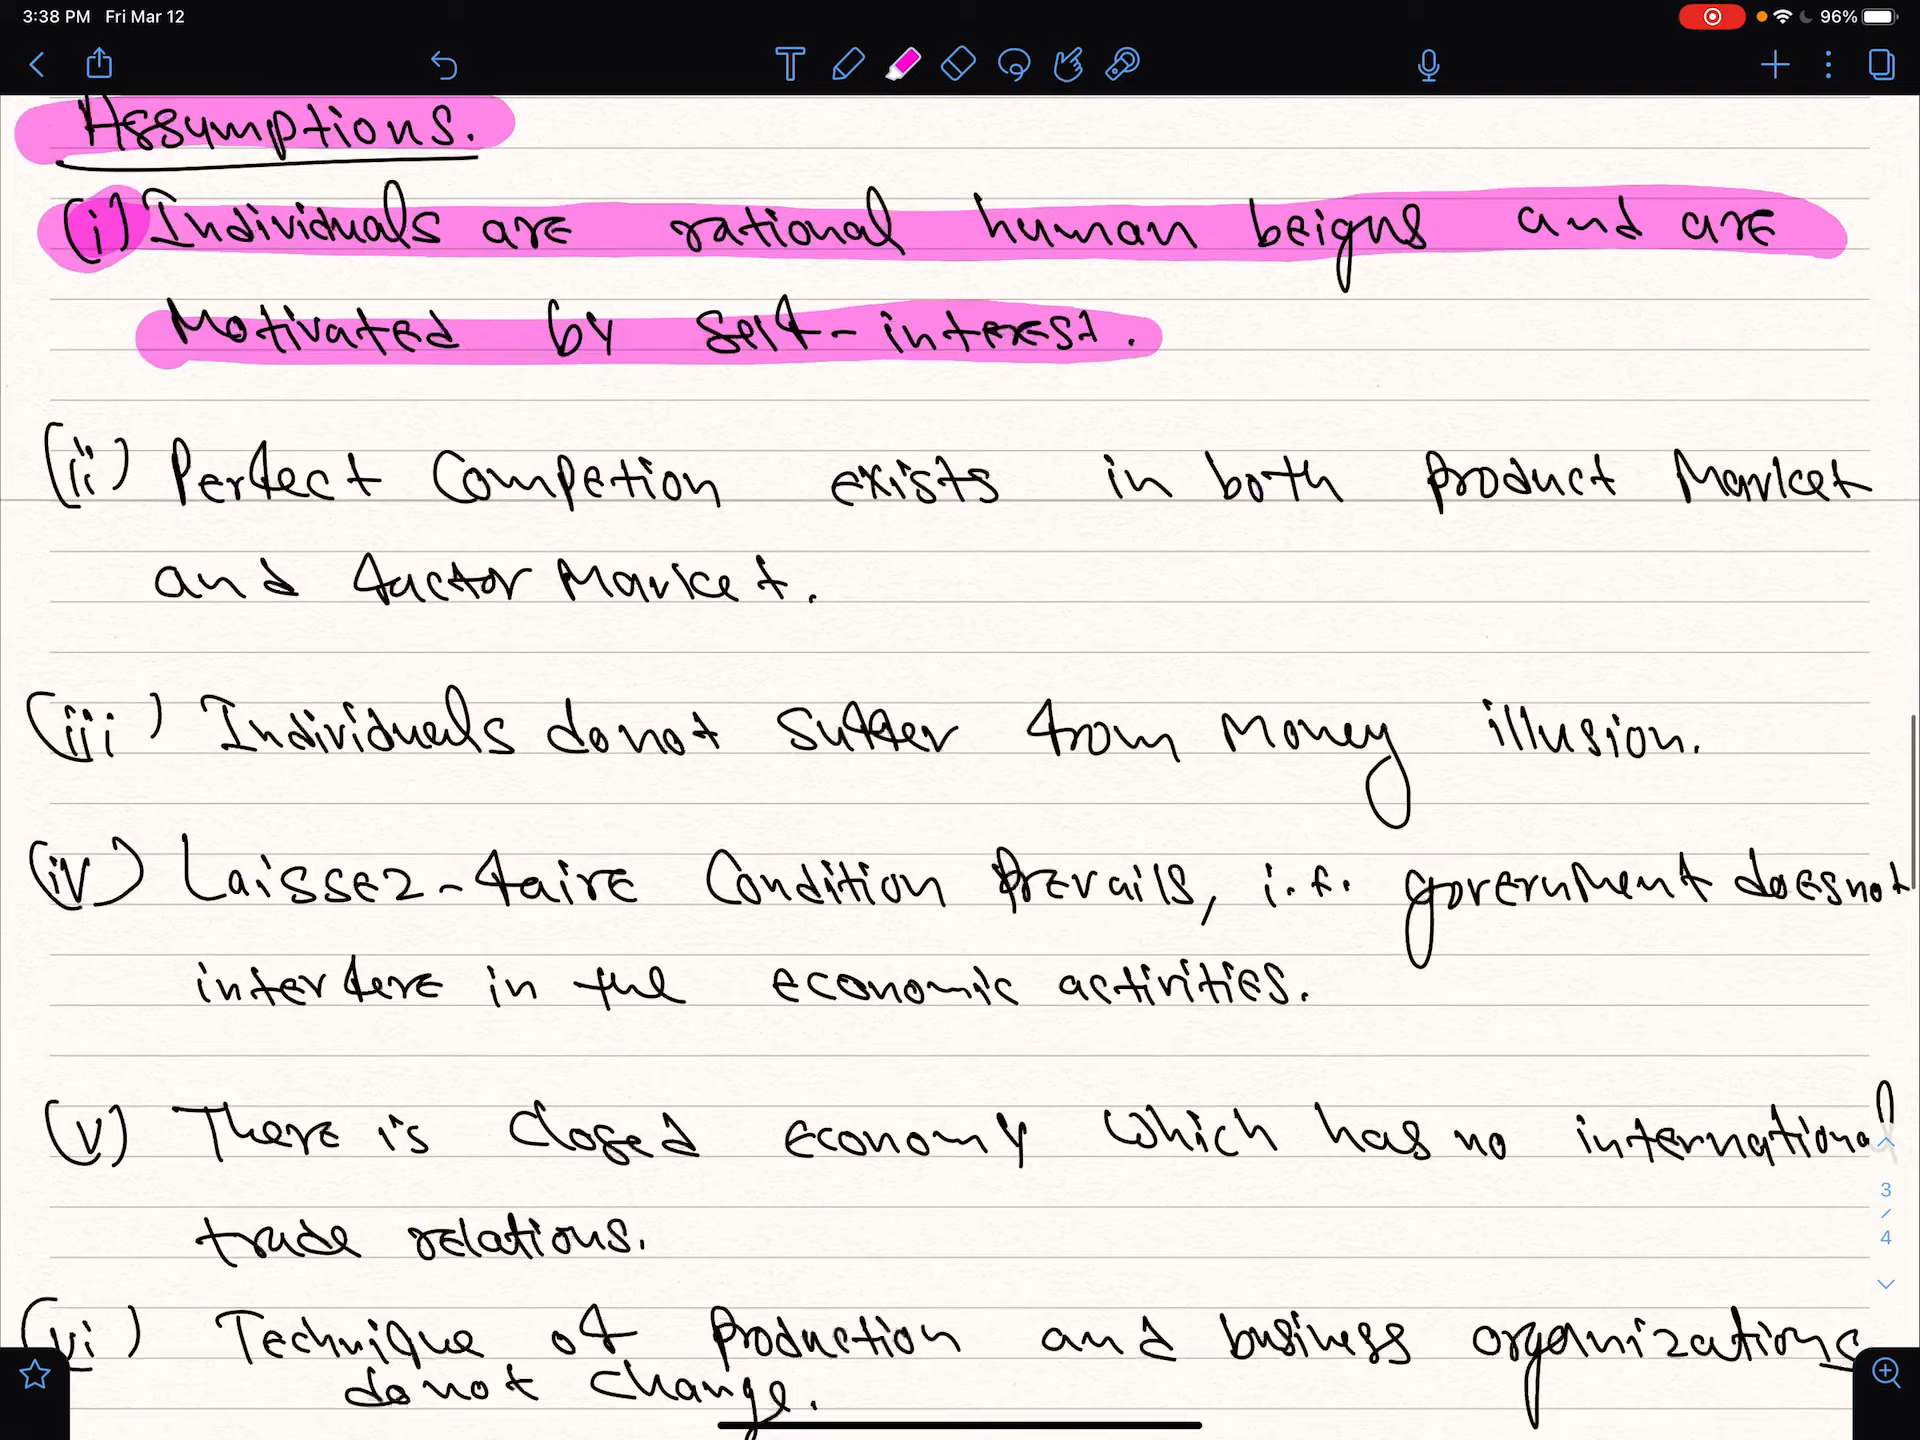 3:38 PM Fri Mar 12
96%
Assumptions.
(i) Individuals are rational human beigns and are
Motivated by self-interest.
(ii) Perfect Competion exists in both product Market
and factor Market.
(iii) Individuals donot suffer from Money illusion.
(iv) Laissez-faire Condition Prevails, i.e. government doesnot
interfere in the economic activities.
(v) There is closed economy which has no international
trade relations.
(vi) Technique of production and business organizations
donot change.
3
/
4